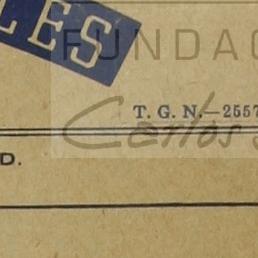 LES
FUNDAC
T. G. N.—2557
Carlos
D.